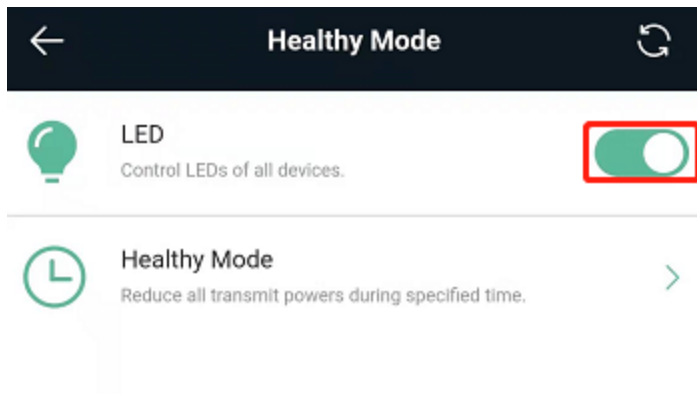 Healthy Mode
LED
Control LEDs of all devices.
Healthy Mode
Reduce all transmit powers during specified time.